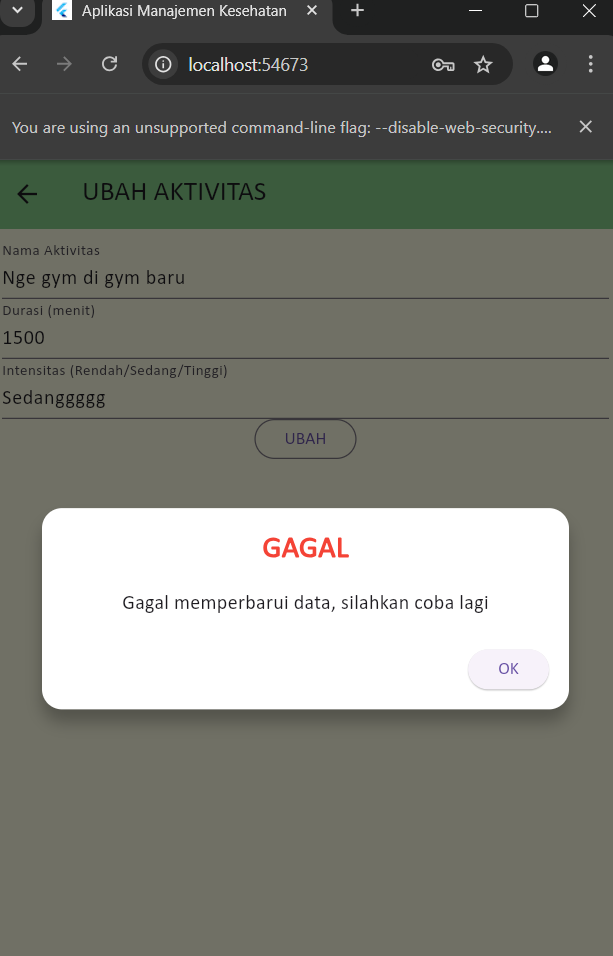 Aplikasi Manajemen Kesehatan
localhost:54673
You are using an unsupported command-line flag: --disable-web-security....
UBAH AKTIVITAS
Nama Aktivitas
Nge gym di gym baru
Durasi (menit)
1500
Intensitas (Rendah/Sedang/Tinggi)
Sedanggggg
UBAH
GAGAL
Gagal memperbarui data, silahkan coba lagi
OK